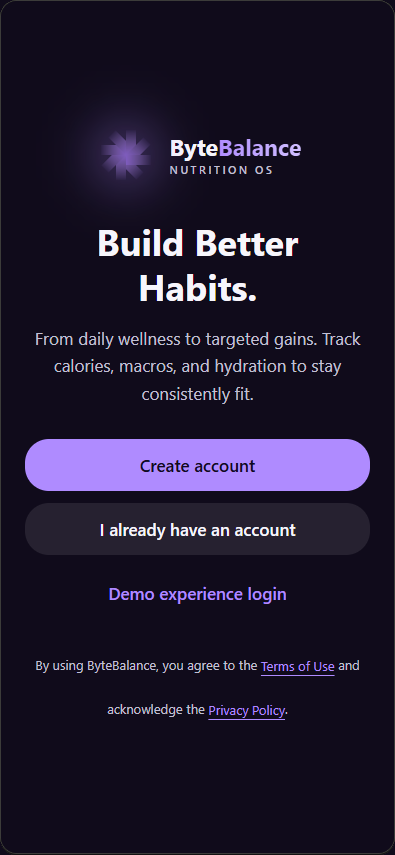 ByteBalance
NUTRITION OS
Build Better
Habits.
From daily wellness to targeted gains. Track
calories, macros, and hydration to stay
consistently fit.
Create account
I already have an account
Demo experience login
By using ByteBalance, you agree to the Terms of Use and
acknowledge the Privacy Policy.